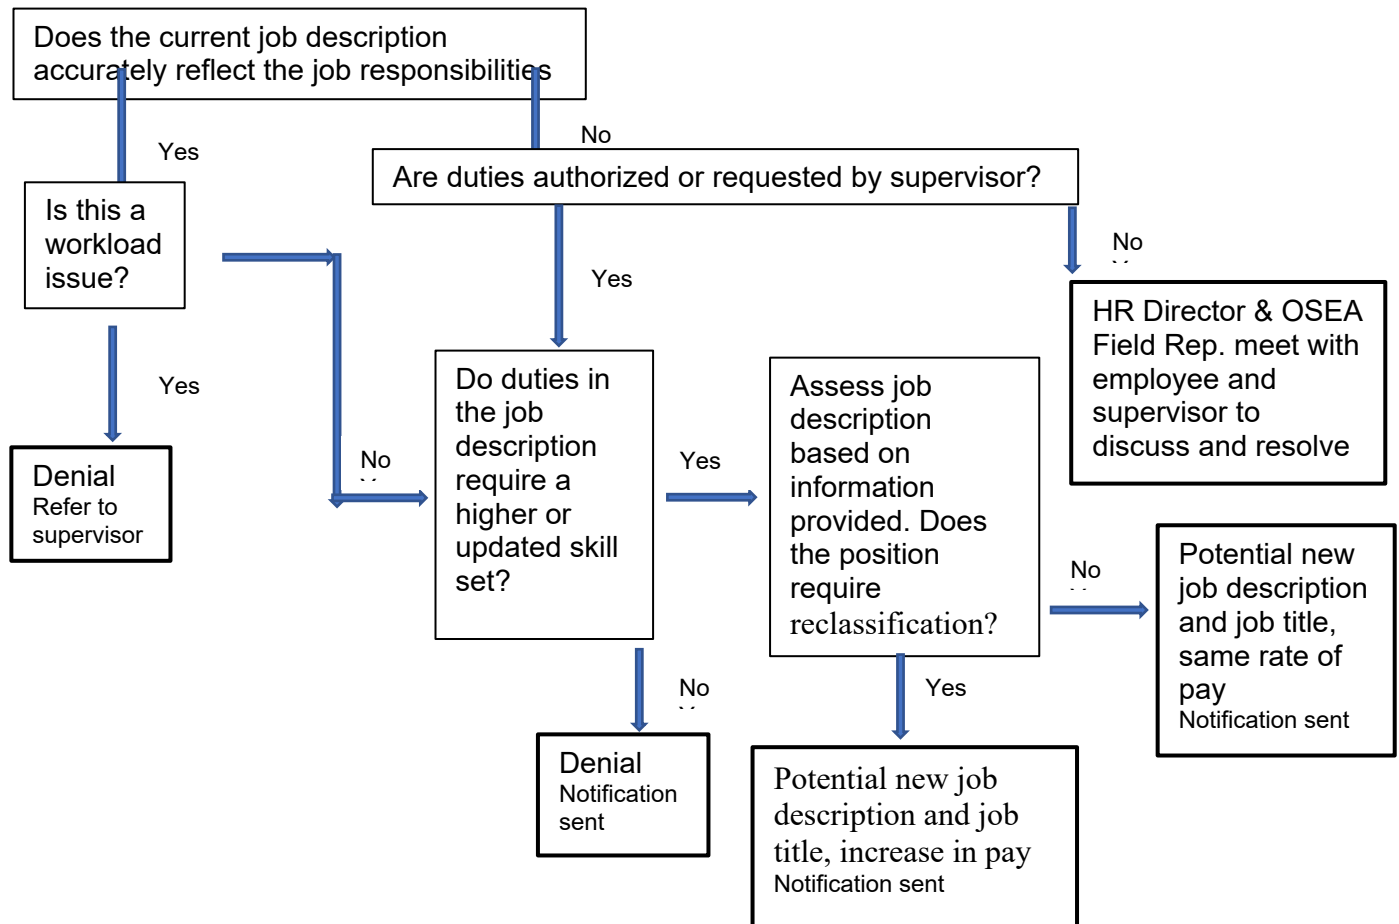 Does the current job description
accurately reflect the job responsibilities
No
Yes
Are duties authorized or requested by supervisor?
Is this a
workload
issue?
No
Yes
HR Director & OSEA
Field Rep. meet with
employee and
supervisor to
discuss and resolve
Yes
Do duties in
the job
description
require a
higher or
updated skill
set?
Assess job
description
based on
information
provided. Does
the position
require
reclassification?
No
Yes
Denial
Refer to
supervisor
No
Potential new
job description
and job title,
same rate of
pay
Notification sent
No
Yes
Denial
Notification
sent
Potential new job
description and job
title, increase in pay
Notification sent